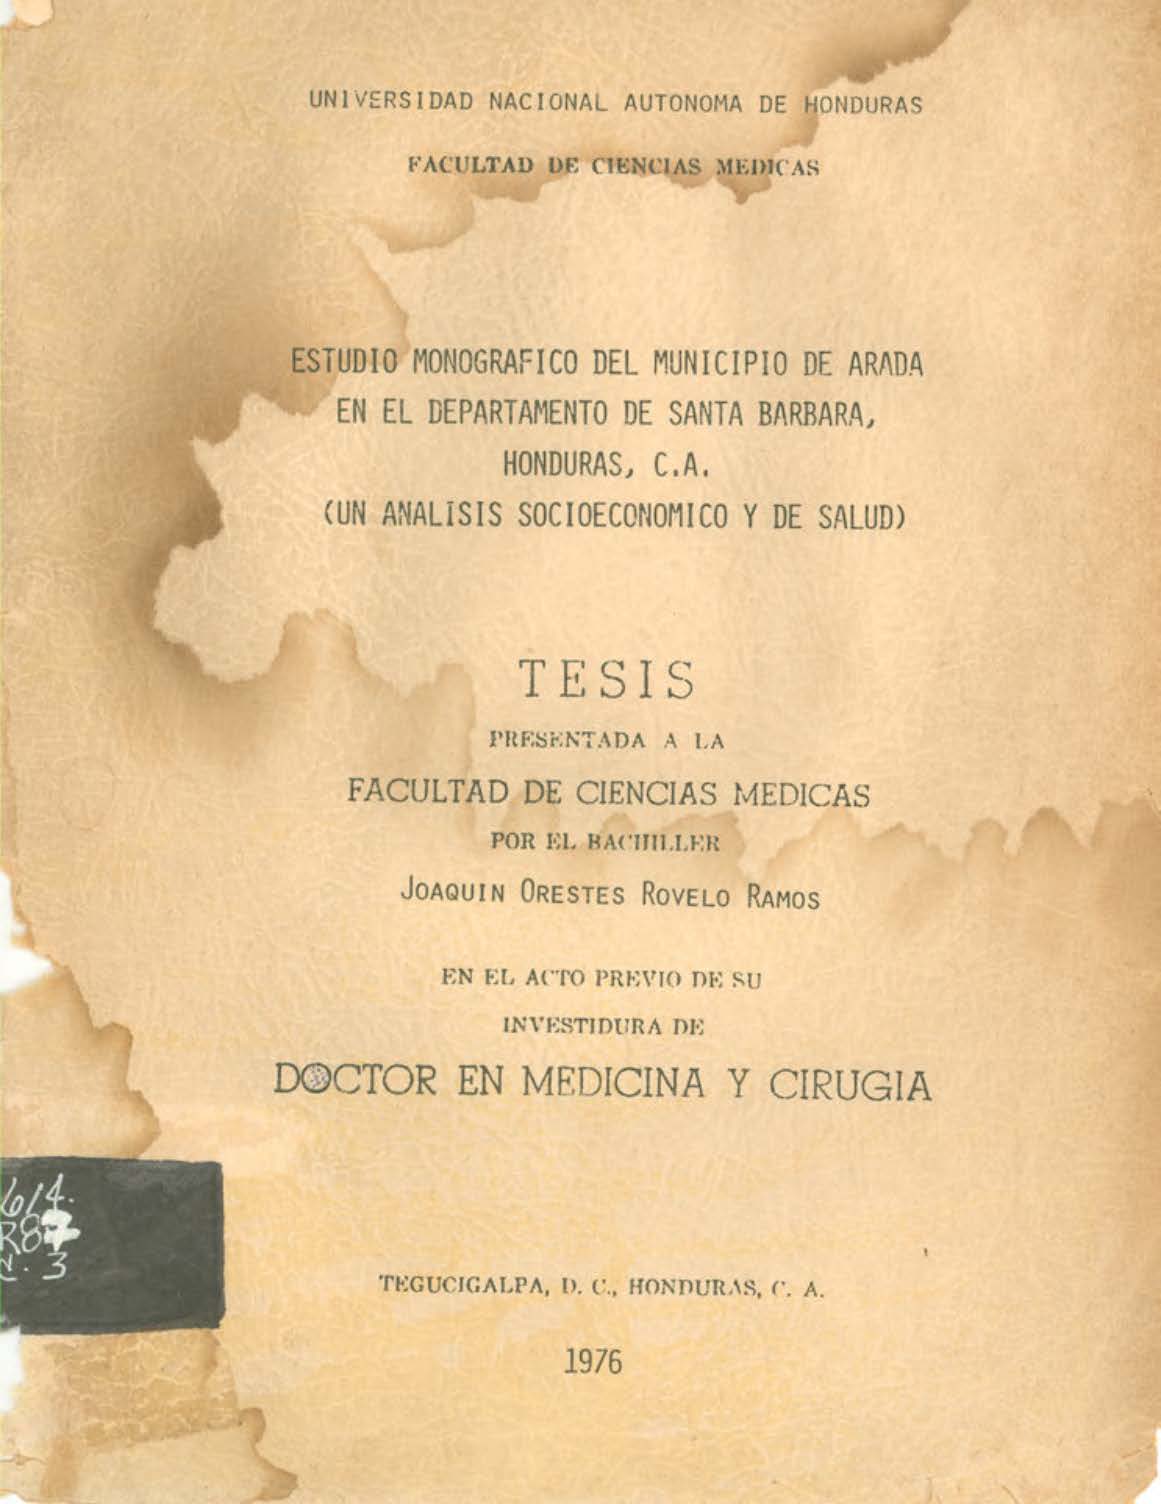 UNIVERSIDAD NACIONAL AUTONOMA DE HONDURAS
FACULTAD DE CIENCIAS MEDICAS
ESTUDIO MONOGRAFICO DEL MUNICIPIO DE ARADA
EN EL DEPARTAMENTO DE SANTA BARBARA,
HONDURAS, C.A.
(UN ANALISIS SOCIOECONOMICO Y DE SALUD)
TESIS
PRESENTADA A LA
FACULTAD DE CIENCIAS MEDICAS
POR EL BACHILLER
JOAQUIN ORESTES ROVELO RAMOS
EN EL ACTO PREVIO DE SU
INVESTIDURA DE
DOCTOR EN MEDICINA Y CIRUGIA
614.
3
TEGUCIGALPA, D. C., HONDURAS, C. A.
1976